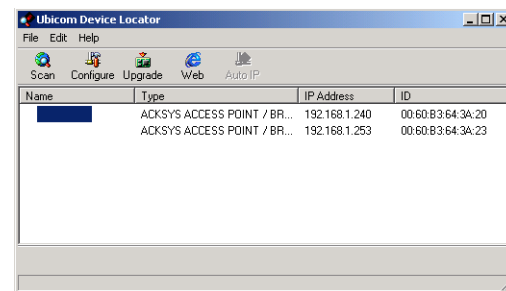 Ubicom Device Locator
File Edit Help
Scan Configure Upgrade Web Auto IP
Name Type IP Address ID
ACKSYS ACCESS POINT / BR... 192.168.1.240 00:60:B3:64:3A:20
ACKSYS ACCESS POINT / BR... 192.168.1.253 00:60:B3:64:3A:23